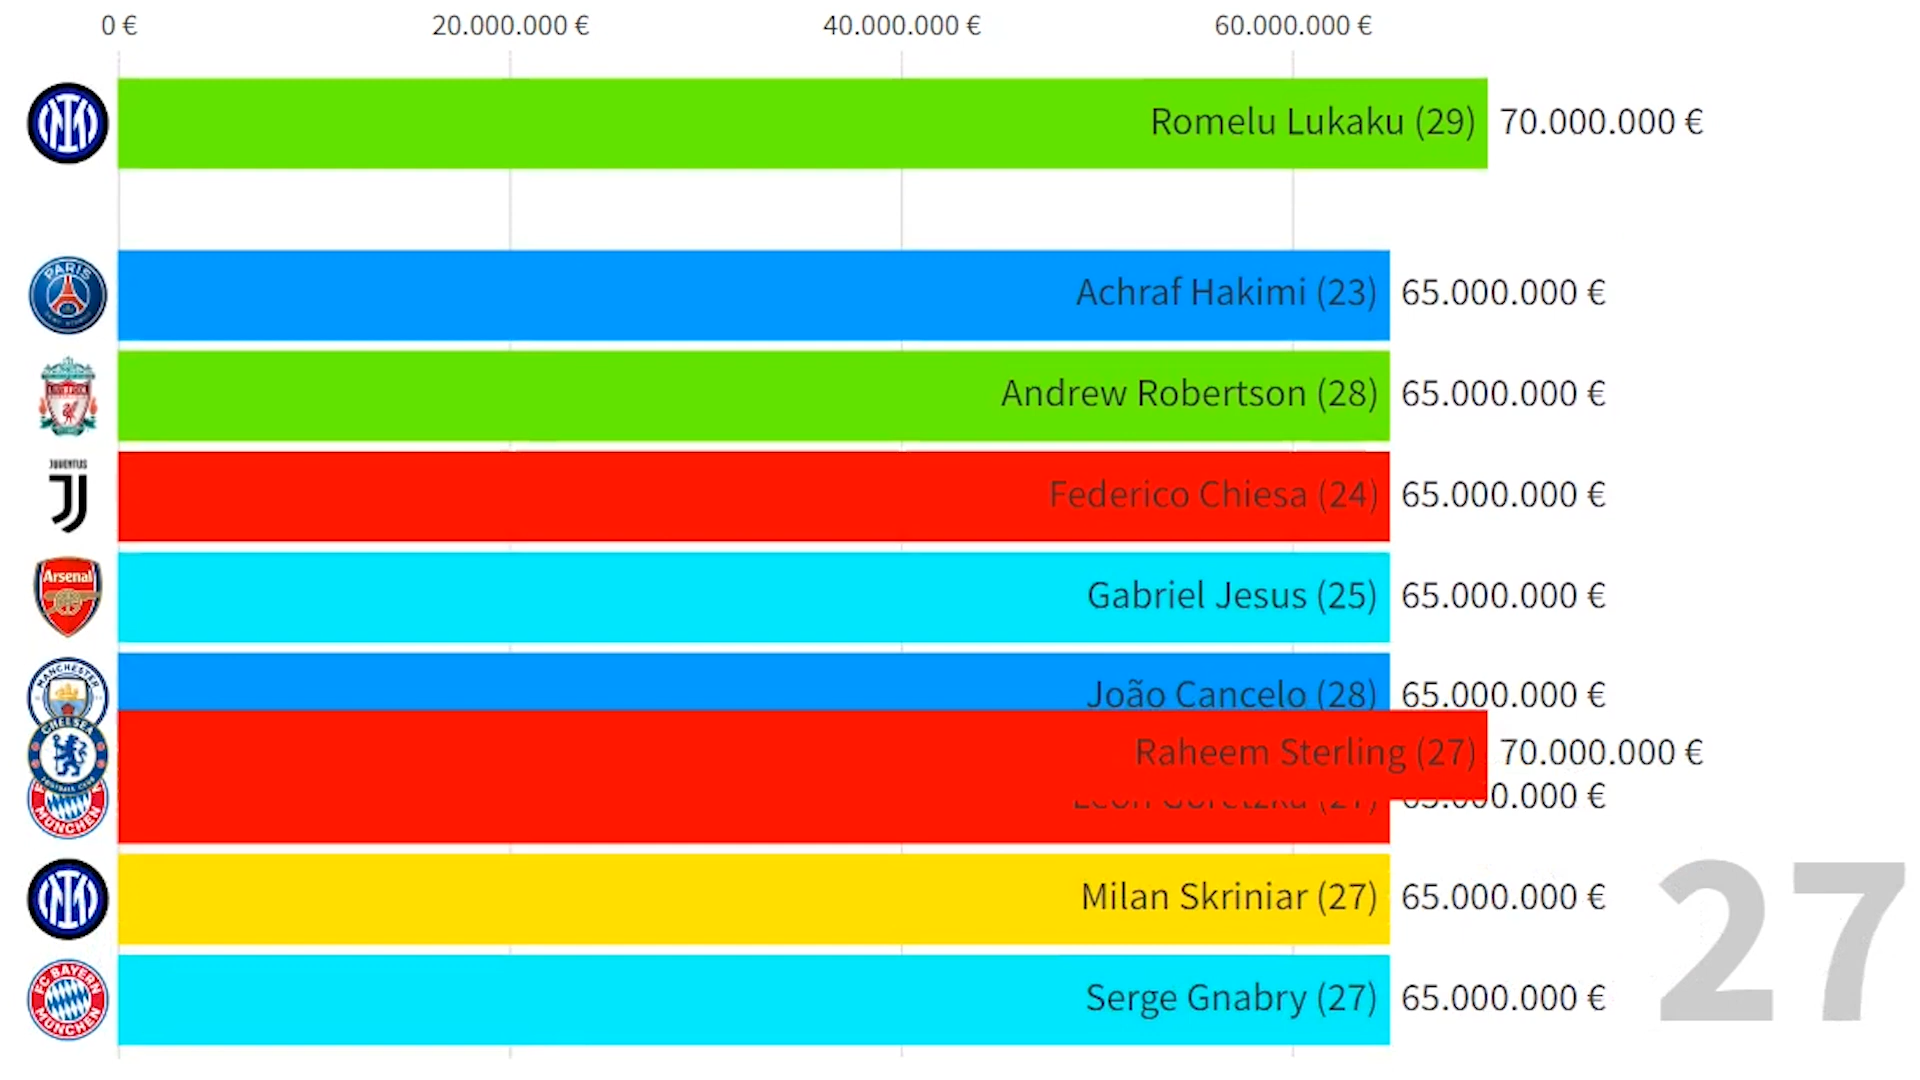 0 €
20.000.000 €
40.000.000 €
60.000.000 €
Romelu Lukaku (29) 70.000.000 €
PARIS
Achraf Hakimi (23) 65.000.000 €
Andrew Robertson (28) 65.000.000 €
JUVENTUS
Federico Chiesa (24) 65.000.000 €
Arsenal
Gabriel Jesus (25) 65.000.000 €
MANCHESTER
João Cancelo (28) 65.000.000 €
CHELSEA
Raheem Sterling (27) 70.000.000 €
MÜNCHEN
Milan Skriniar (27) 65.000.000 €
FC BAYERN
MÜNCHEN
Serge Gnabry (27) 65.000.000 €
27